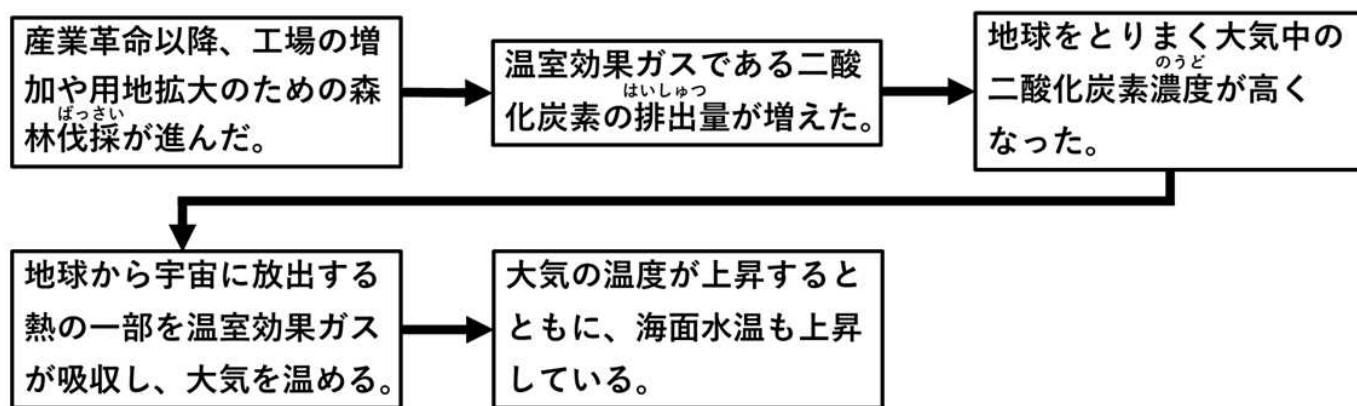 産業革命以降、工場の増
加や用地拡大のための森
ばっさい
林伐採が進んだ。
温室効果ガスである二酸
はいしゅつ
化炭素の排出量が増えた。
地球をとりまく大気中の
のうど
二酸化炭素濃度が高く
なった。
地球から宇宙に放出する
熱の一部を温室効果ガス
が吸収し、大気を温める。
大気の温度が上昇すると
ともに、海面水温も上昇
している。